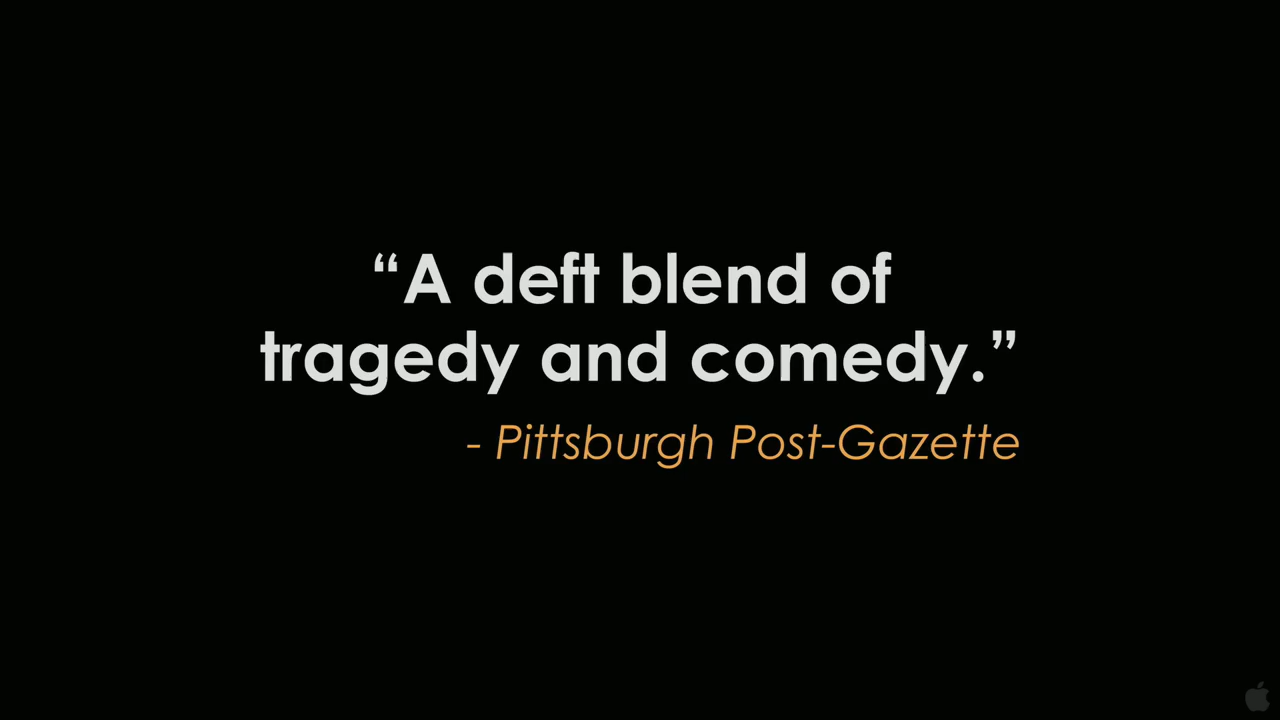 “A deft blend of
tragedy and comedy.”
- Pittsburgh Post-Gazette